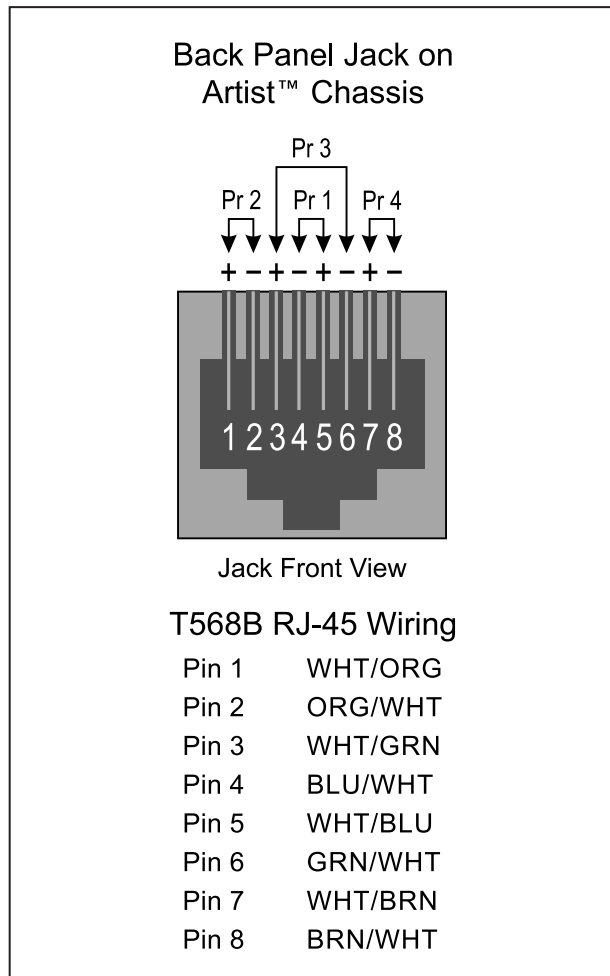 Back Panel Jack on
Artist™ Chassis
Pr 3
Pr 2 Pr 1 Pr 4
+ − + − + − + −
1 2 3 4 5 6 7 8
Jack Front View
T568B RJ-45 Wiring
Pin 1 WHT/ORG
Pin 2 ORG/WHT
Pin 3 WHT/GRN
Pin 4 BLU/WHT
Pin 5 WHT/BLU
Pin 6 GRN/WHT
Pin 7 WHT/BRN
Pin 8 BRN/WHT